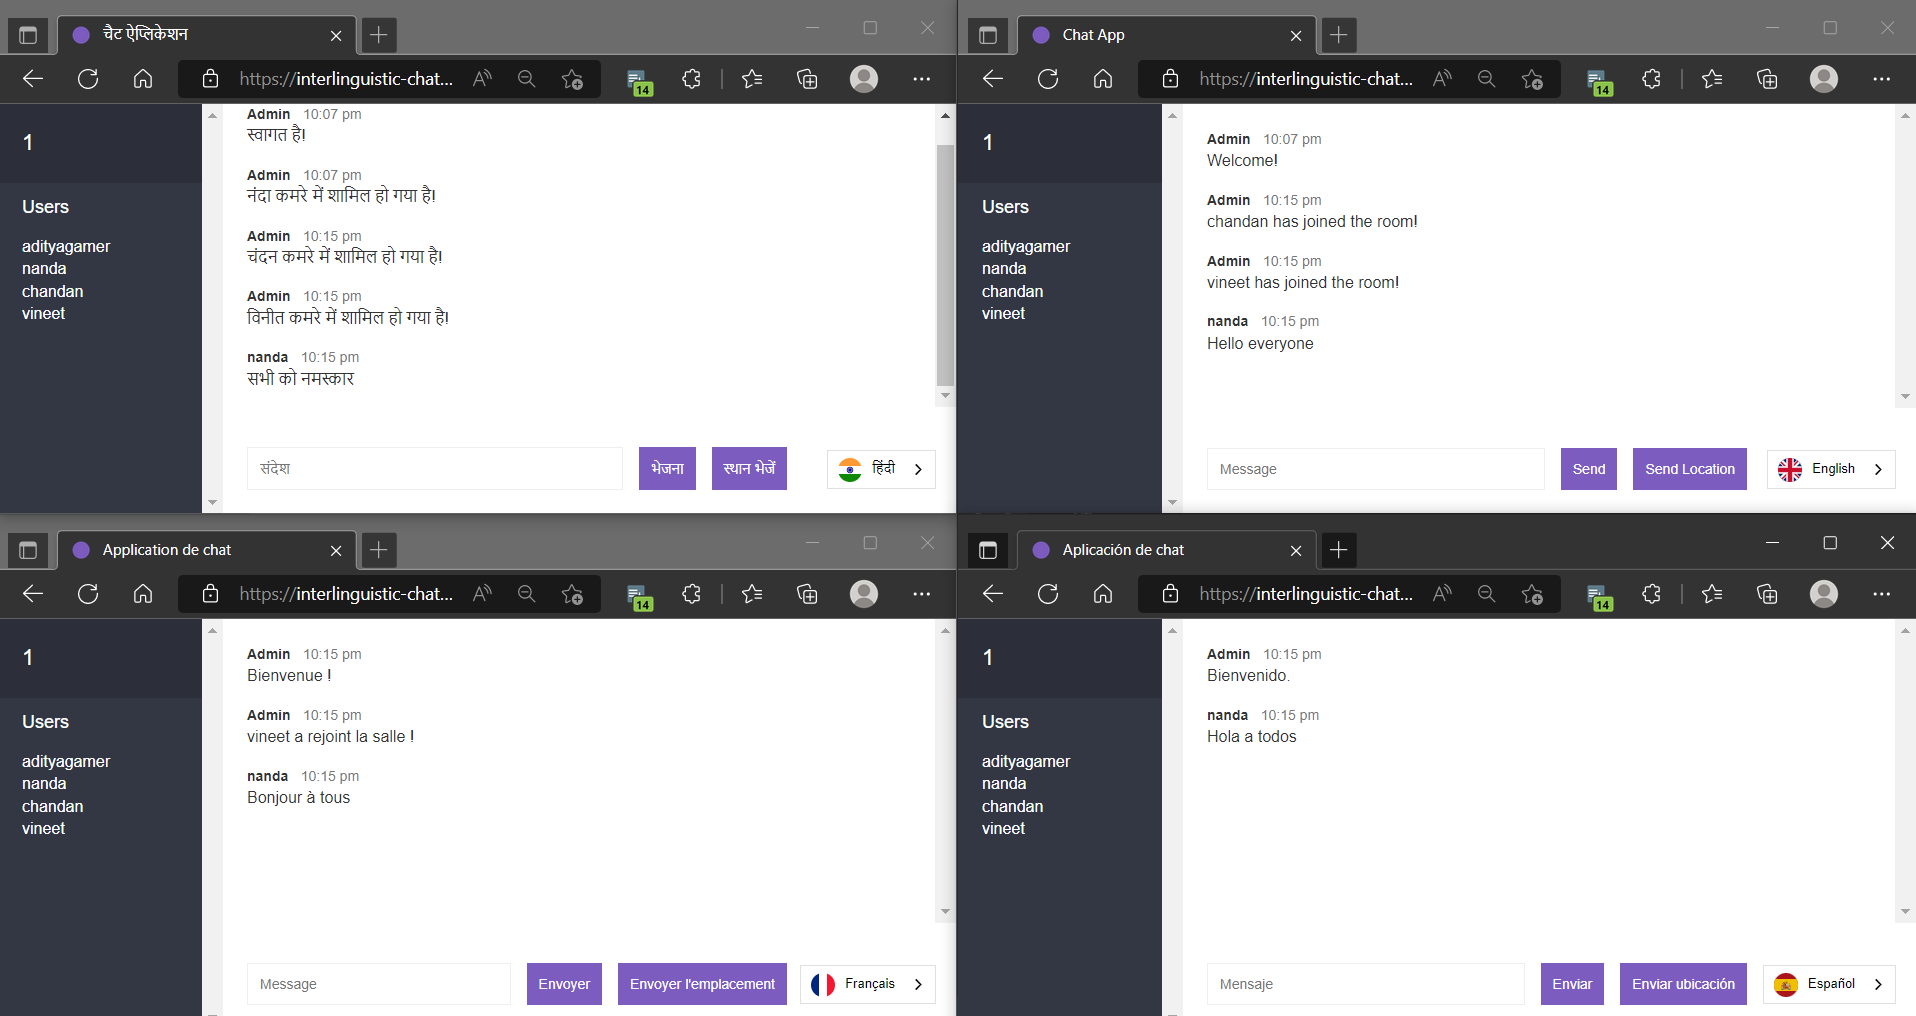 चैट ऐप्लिकेशन
https://interlinguistic-chat...
14
1
Users
adityagamer
nanda
chandan
vineet
Admin 10:07 pm
स्वागत है!
Admin 10:07 pm
नंदा कमरे में शामिल हो गया है!
Admin 10:15 pm
चंदन कमरे में शामिल हो गया है!
Admin 10:15 pm
विनीत कमरे में शामिल हो गया है!
nanda 10:15 pm
सभी को नमस्कार
संदेश
भेजना
स्थान भेजें
हिंदी
Chat App
https://interlinguistic-chat...
14
1
Users
adityagamer
nanda
chandan
vineet
Admin 10:07 pm
Welcome!
Admin 10:15 pm
chandan has joined the room!
Admin 10:15 pm
vineet has joined the room!
nanda 10:15 pm
Hello everyone
Message
Send
Send Location
English
Application de chat
https://interlinguistic-chat...
14
1
Users
adityagamer
nanda
chandan
vineet
Admin 10:15 pm
Bienvenue !
Admin 10:15 pm
vineet a rejoint la salle !
nanda 10:15 pm
Bonjour à tous
Message
Envoyer
Envoyer l'emplacement
Français
Aplicación de chat
https://interlinguistic-chat...
14
1
Users
adityagamer
nanda
chandan
vineet
Admin 10:15 pm
Bienvenido.
nanda 10:15 pm
Hola a todos
Mensaje
Enviar
Enviar ubicación
Español